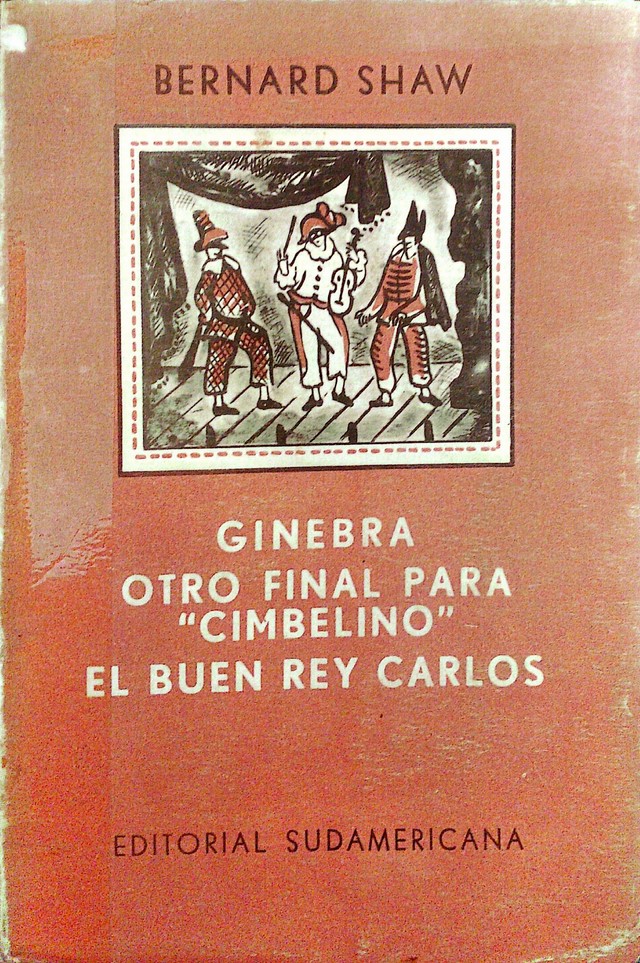 BERNARD SHAW
GINEBRA
OTRO FINAL PARA
"CIMBELINO"
EL BUEN REY CARLOS
EDITORIAL SUDAMERICANA